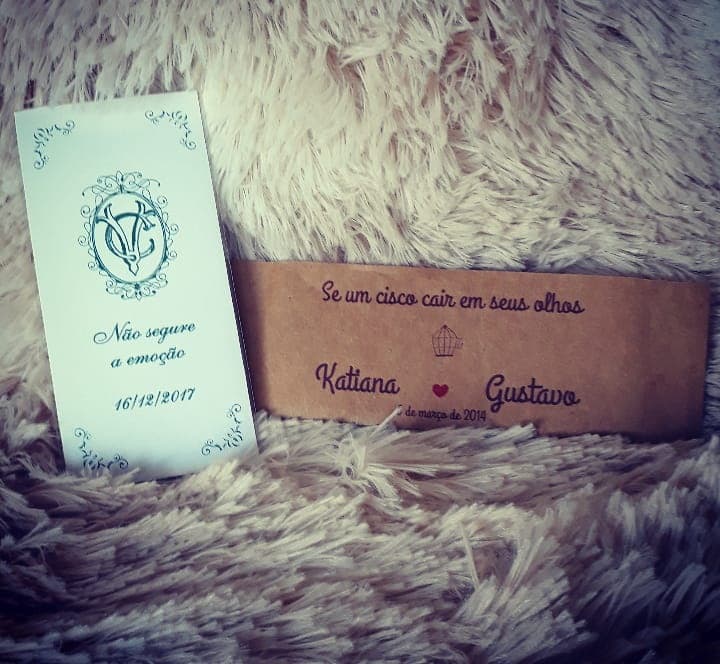 Não segure
a emoção
16/12/2017
Se um cisco cair em seus olhos
Katiana Gustavo
de março de 2014